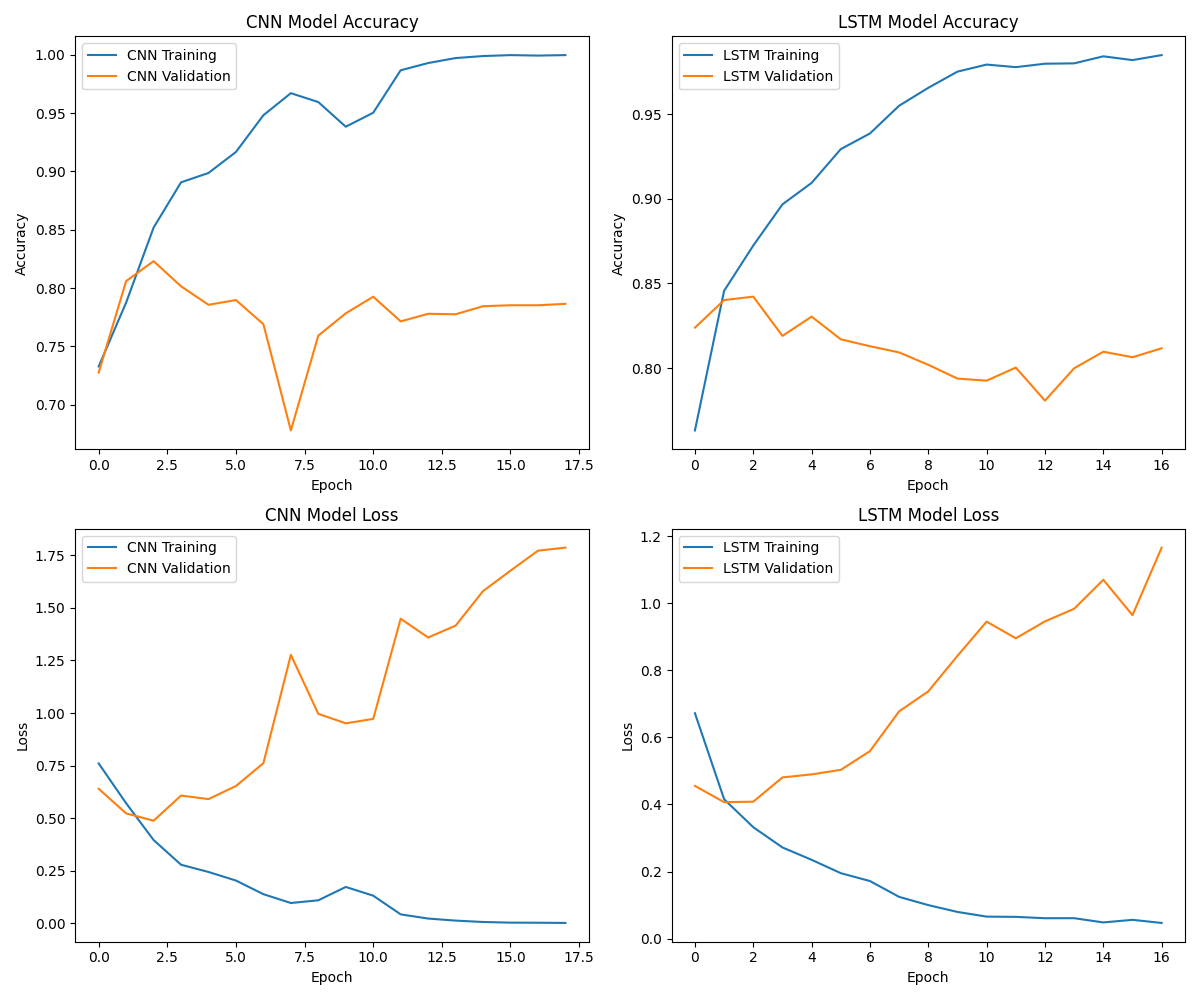 CNN Model Accuracy
CNN Training
CNN Validation
Accuracy
1.00
0.95
0.90
0.85
0.80
0.75
0.70
0.0 2.5 5.0 7.5 10.0 12.5 15.0 17.5
Epoch
LSTM Model Accuracy
LSTM Training
LSTM Validation
Accuracy
0.95
0.90
0.85
0.80
0 2 4 6 8 10 12 14 16
Epoch
CNN Model Loss
CNN Training
CNN Validation
Loss
1.75
1.50
1.25
1.00
0.75
0.50
0.25
0.00
0.0 2.5 5.0 7.5 10.0 12.5 15.0 17.5
Epoch
LSTM Model Loss
LSTM Training
LSTM Validation
Loss
1.2
1.0
0.8
0.6
0.4
0.2
0.0
0 2 4 6 8 10 12 14 16
Epoch